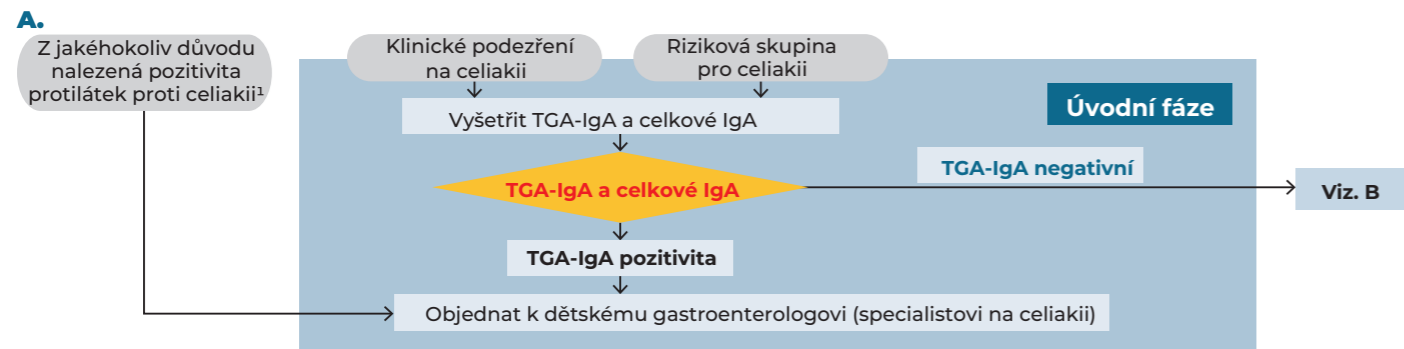 A.
Z jakéhokoliv důvodu
nalezená pozitivita
protilátek proti celiakii¹
Klinické podezření
na celiakii
Riziková skupina
pro celiakii
Úvodní fáze
Vyšetřit TGA-IgA a celkové IgA
TGA-IgA a celkové IgA
TGA-IgA negativní
Viz. B
TGA-IgA pozitivita
Objednat k dětskému gastroenterologovi (specialistovi na celiakii)